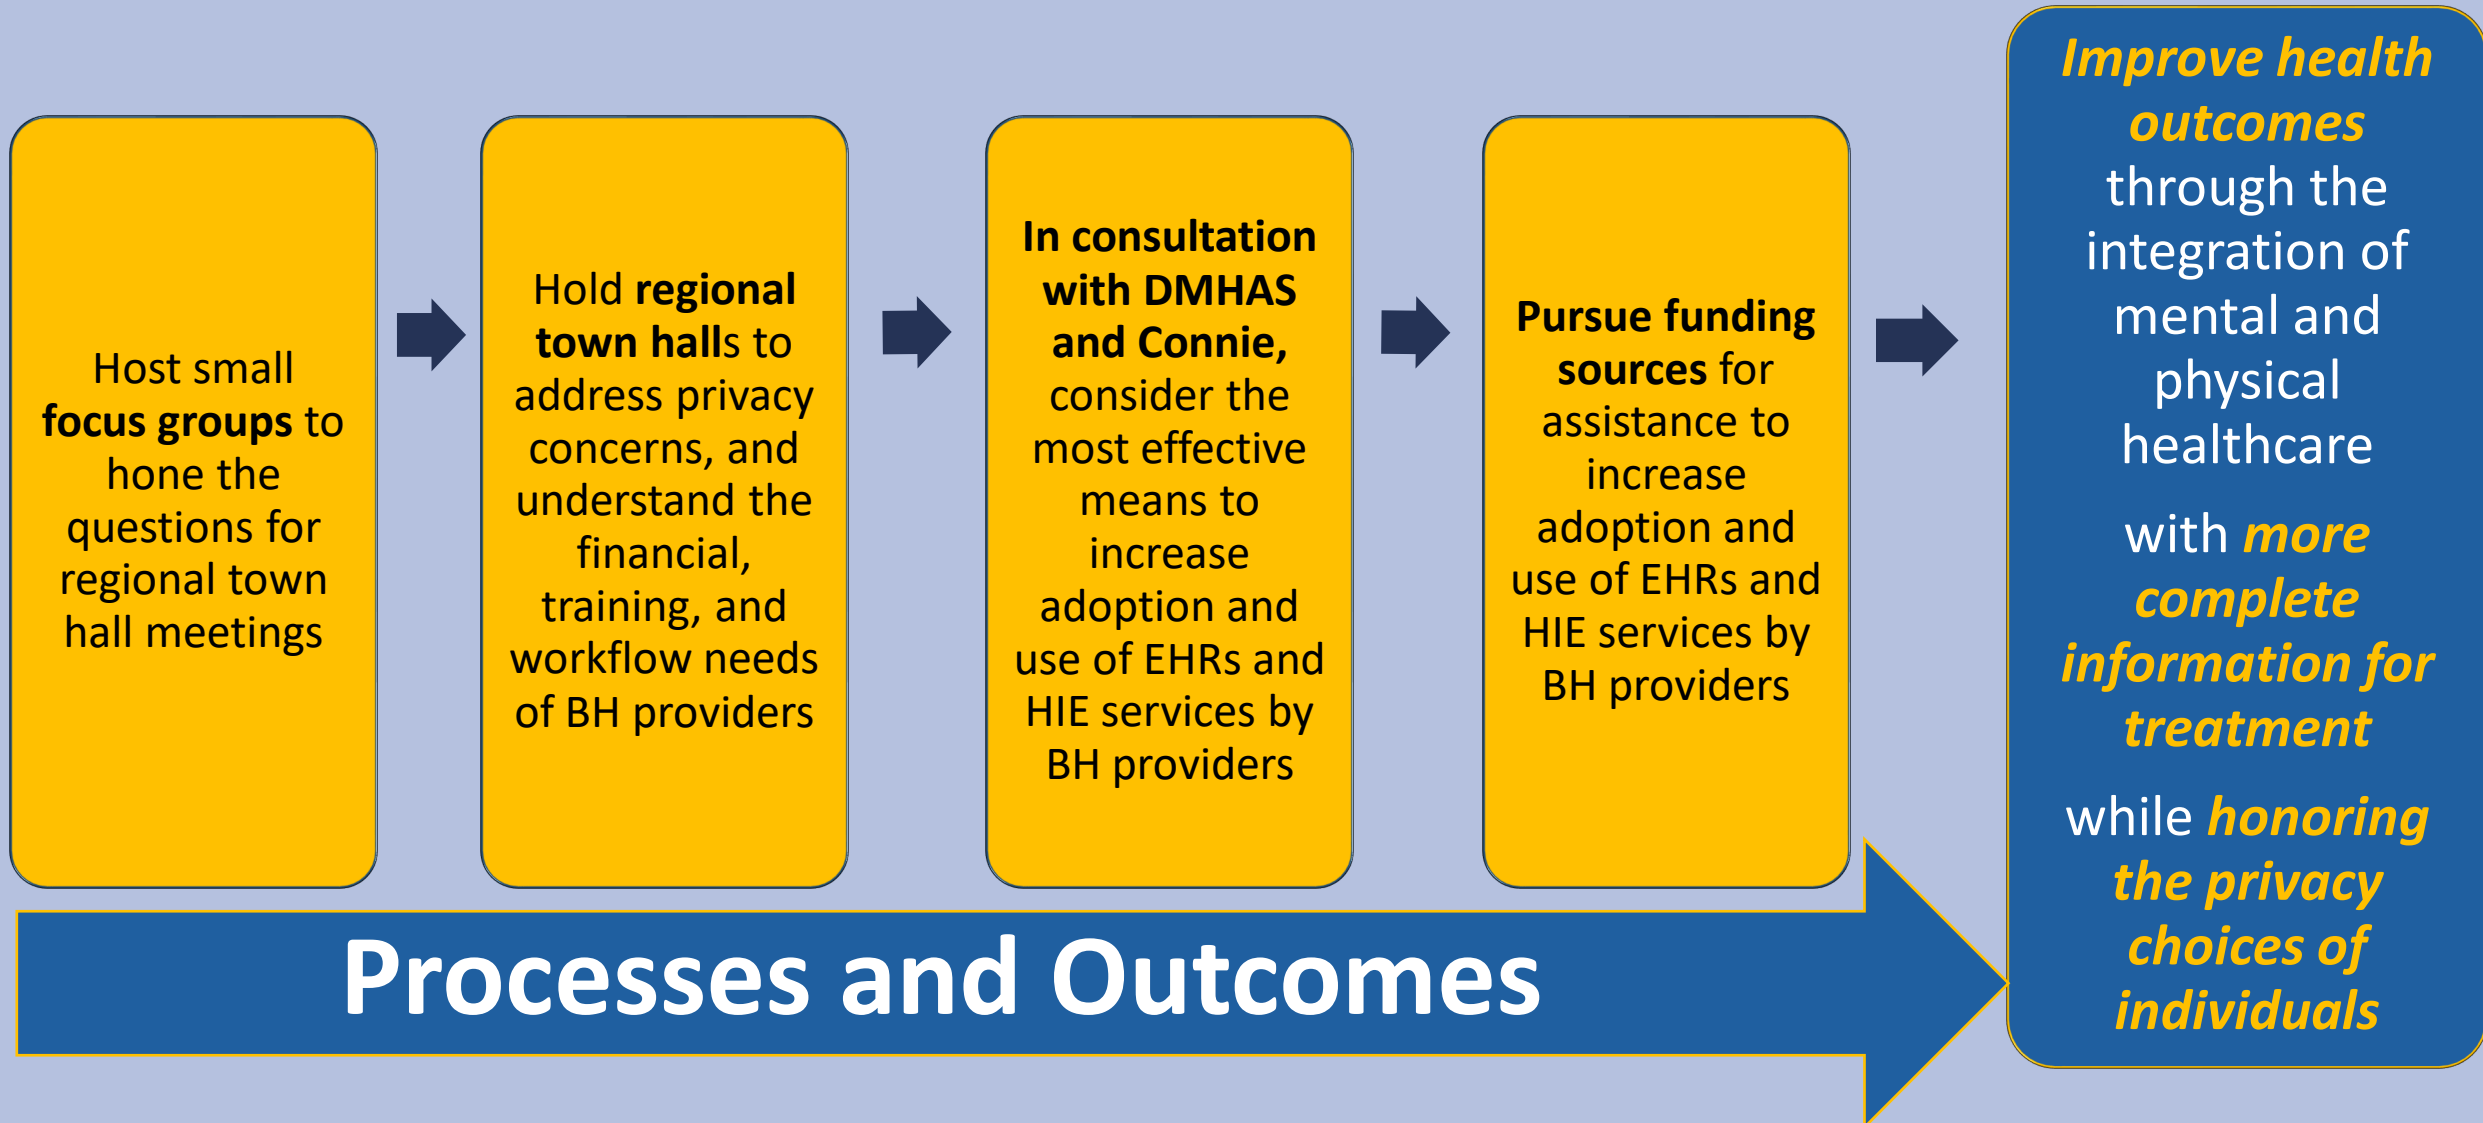 Host small
focus groups to
hone the
questions for
regional town
hall meetings
Hold regional
town halls to
address privacy
concerns, and
understand the
financial,
training, and
workflow needs
of BH providers
In consultation
with DMHAS
and Connie,
consider the
most effective
means to
increase
adoption and
use of EHRs and
HIE services by
BH providers
Pursue funding
sources for
assistance to
increase
adoption and
use of EHRs and
HIE services by
BH providers
Improve health
outcomes
through the
integration of
mental and
physical
healthcare
with more
complete
information for
treatment
while honoring
the privacy
choices of
individuals
Processes and Outcomes